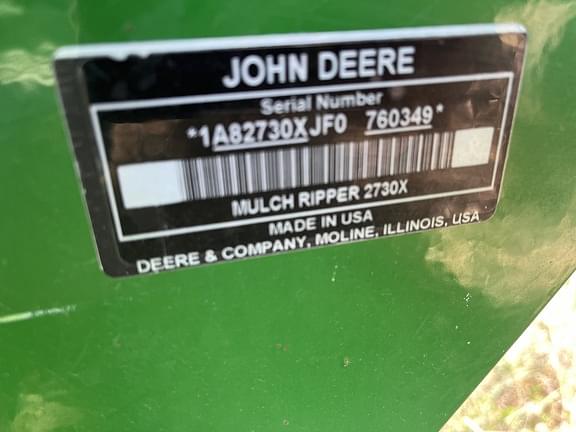 JOHN DEERE
Serial Number
*1A82730XJF0 760349*
MULCH RIPPER 2730X
MADE IN USA
DEERE & COMPANY, MOLINE, ILLINOIS, USA